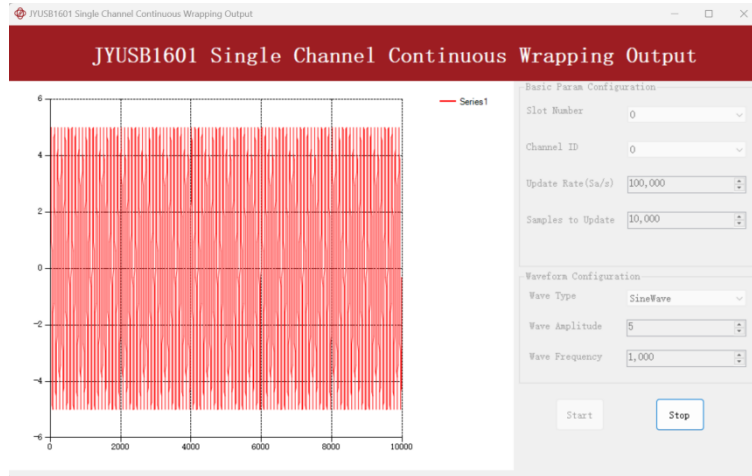 JYUSB1601 Single Channel Continuous Wrapping Output
JYUSB1601 Single Channel Continuous Wrapping Output
Series1
6
4
2
0
-2
-4
-6
0
2000
4000
6000
8000
10000
Basic Param Configuration
Slot Number
0
Channel ID
0
Update Rate(Sa/s)
100,000
Samples to Update
10,000
Waveform Configuration
Wave Type
SineWave
Wave Amplitude
5
Wave Frequency
1,000
Start
Stop